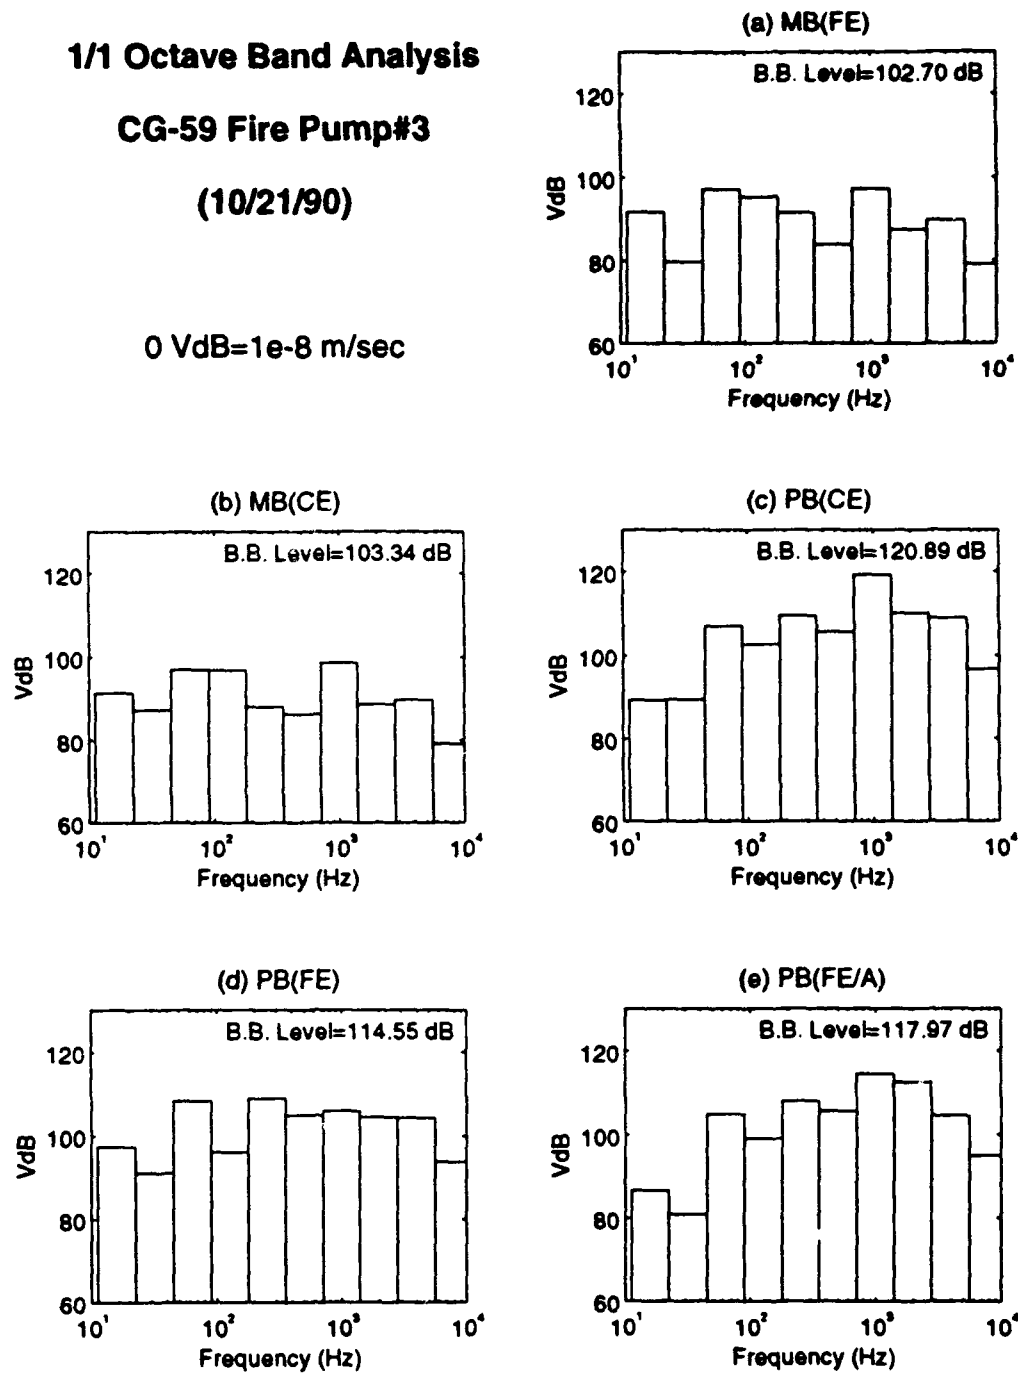 1/1 Octave Band Analysis
CG-59 Fire Pump#3
(10/21/90)
0 VdB=1e-8 m/sec
(a) MB(FE)
B.B. Level=102.70 dB
120
100
80
60
VdB
10¹ 10² 10³ 10⁴
Frequency (Hz)
(b) MB(CE)
B.B. Level=103.34 dB
120
100
80
60
VdB
10¹ 10² 10³ 10⁴
Frequency (Hz)
(c) PB(CE)
B.B. Level=120.89 dB
120
100
80
60
VdB
10¹ 10² 10³ 10⁴
Frequency (Hz)
(d) PB(FE)
B.B. Level=114.55 dB
120
100
80
60
VdB
10¹ 10² 10³ 10⁴
Frequency (Hz)
(e) PB(FE/A)
B.B. Level=117.97 dB
120
100
80
60
VdB
10¹ 10² 10³ 10⁴
Frequency (Hz)